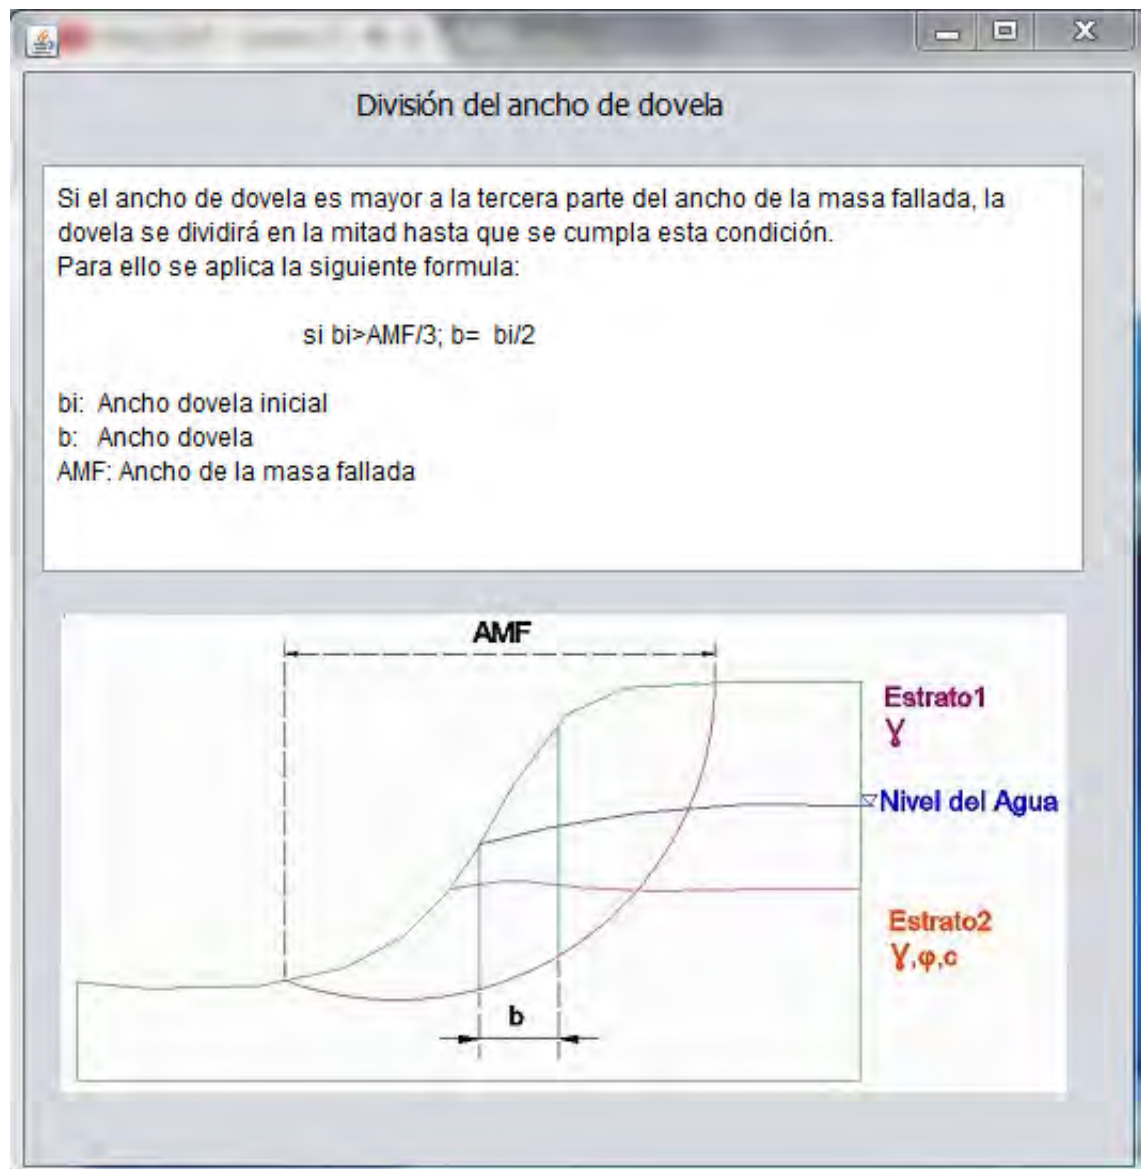 División del ancho de dovela
Si el ancho de dovela es mayor a la tercera parte del ancho de la masa fallada, la
dovela se dividirá en la mitad hasta que se cumpla esta condición.
Para ello se aplica la siguiente formula:
si bi>AMF/3; b= bi/2
bi: Ancho dovela inicial
b: Ancho dovela
AMF: Ancho de la masa fallada
AMF
Estrato1
γ
Nivel del Agua
Estrato2
γ,φ,c
b